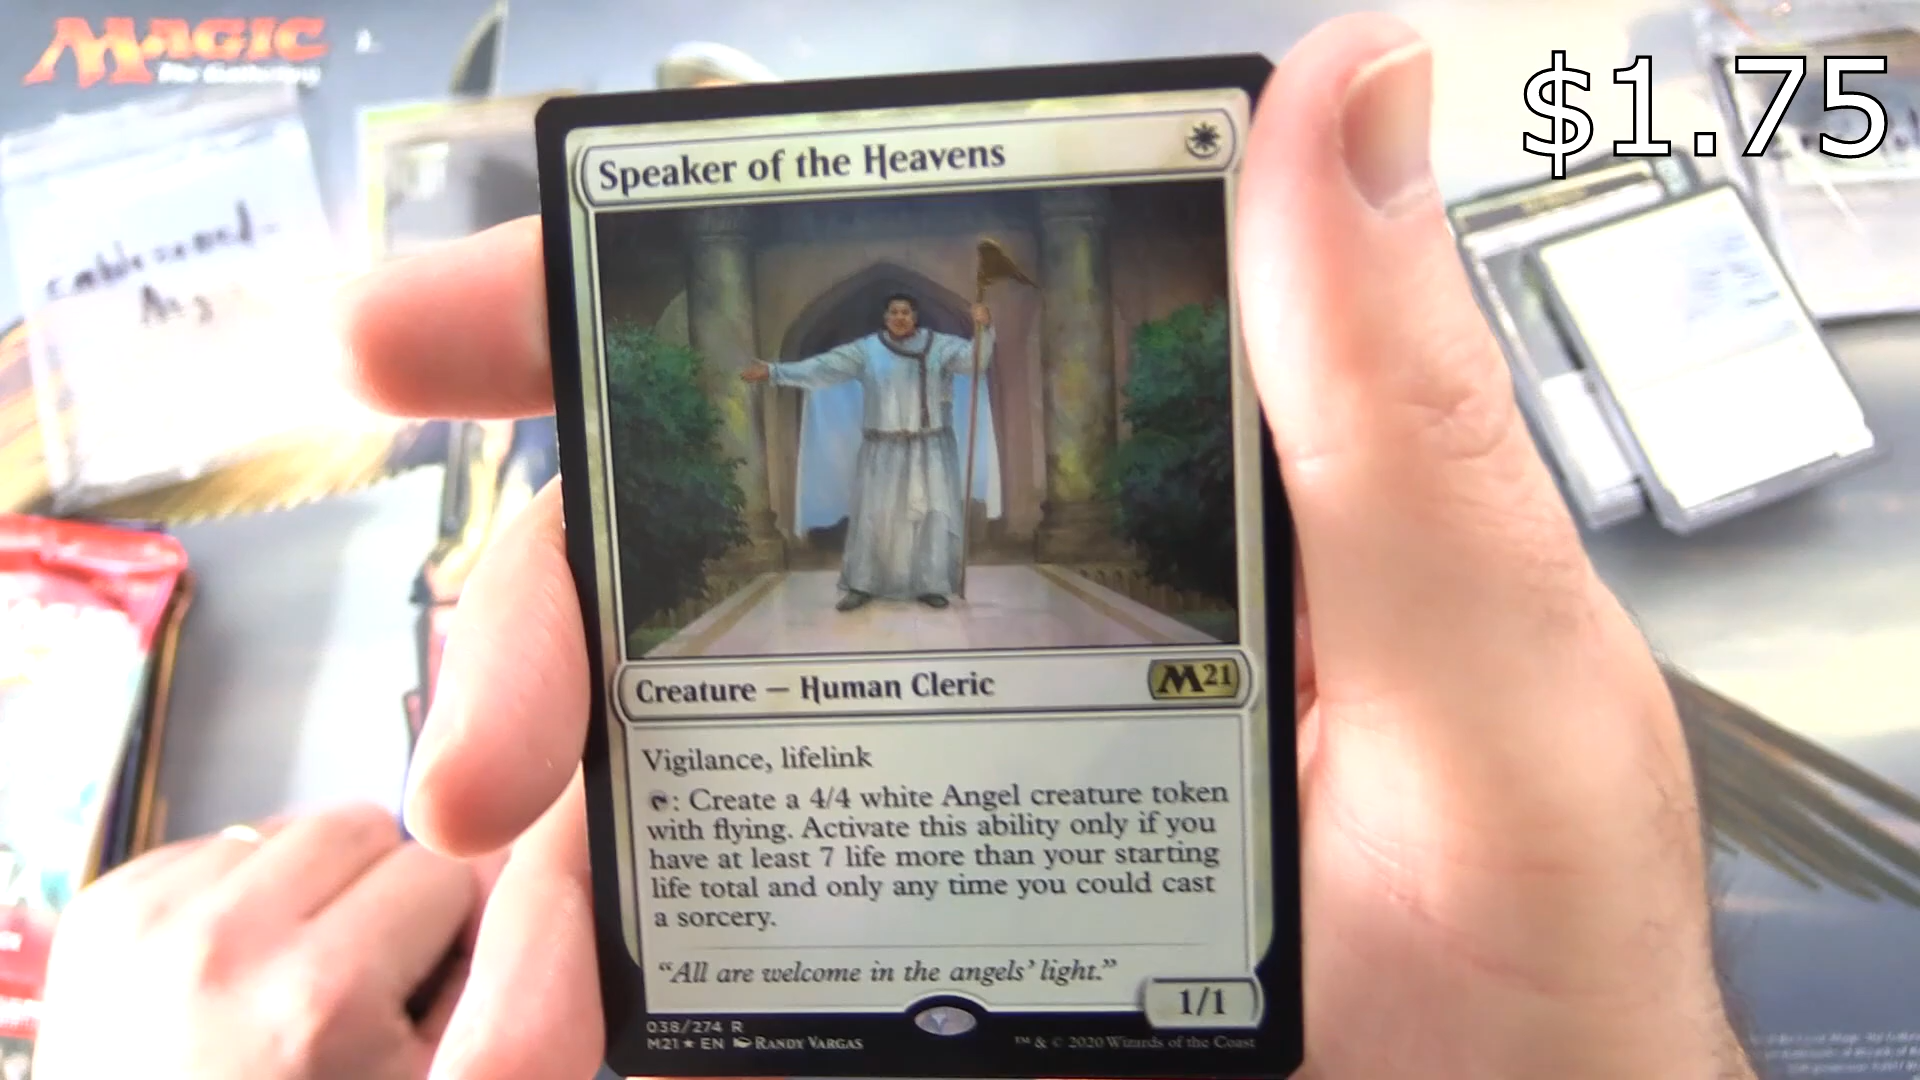 Magic
The Gathering
$1.75
Speaker of the Heavens
Creature — Human Cleric
M21
Vigilance, lifelink
: Create a 4/4 white Angel creature token
with flying. Activate this ability only if you
have at least 7 life more than your starting
life total and only any time you could cast
a sorcery.
“All are welcome in the angels’ light.”
1/1
038/274 R
M21 ★ EN Randy Vargas
™ & © 2020 Wizards of the Coast